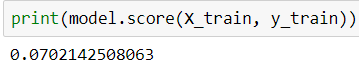 print(model.score(X_train, y_train))
0.0702142508063